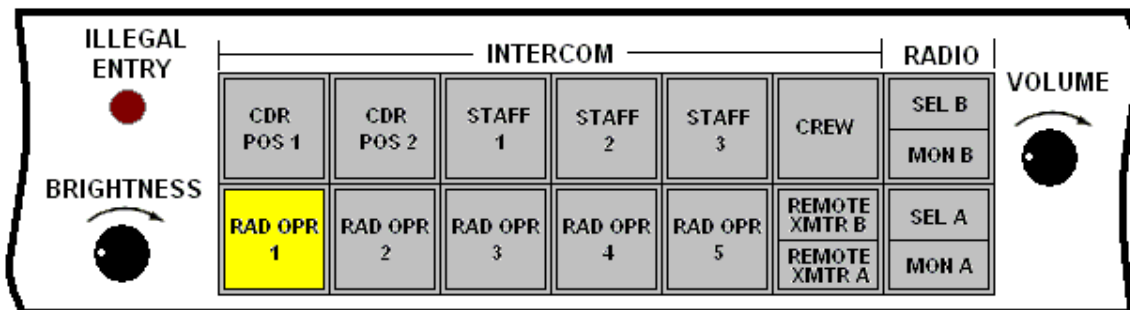 ILLEGAL
ENTRY
INTERCOM
RADIO
VOLUME
CDR
POS 1
CDR
POS 2
STAFF
1
STAFF
2
STAFF
3
CREW
SEL B
MON B
BRIGHTNESS
RAD OPR
1
RAD OPR
2
RAD OPR
3
RAD OPR
4
RAD OPR
5
REMOTE
XMTR B
REMOTE
XMTR A
SEL A
MON A